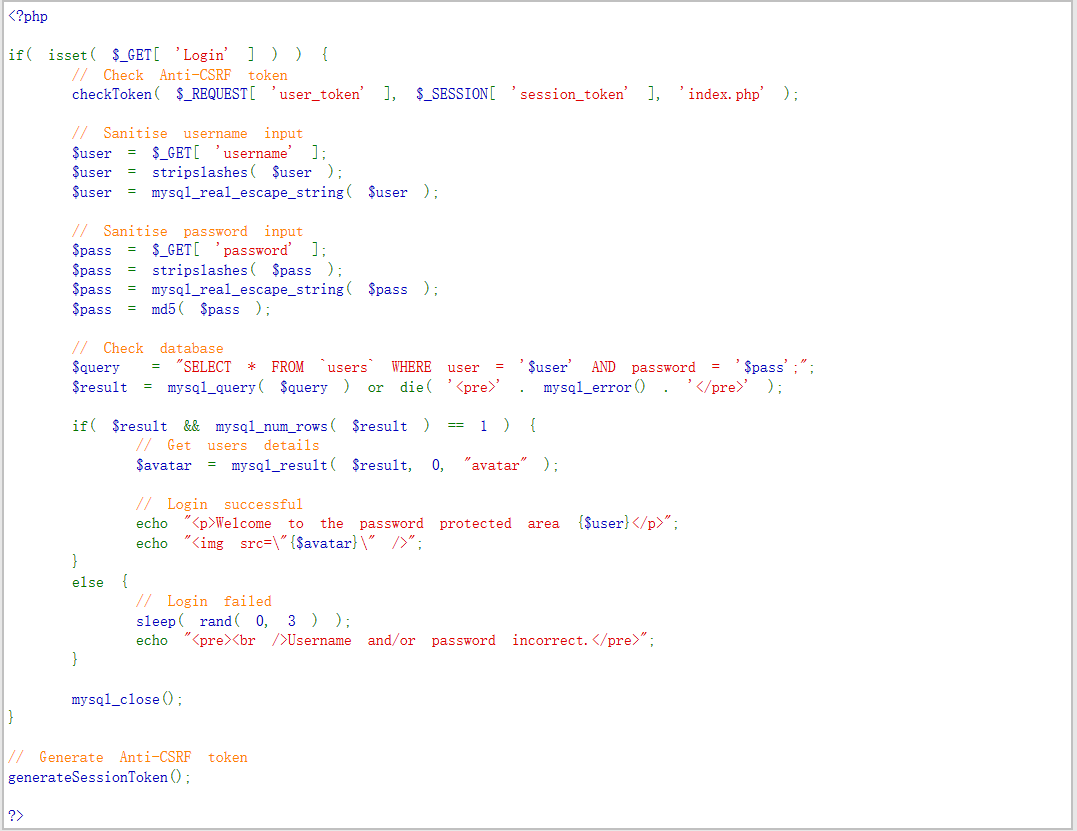 <?php

if( isset( $_GET[ 'Login' ] ) ) {
        // Check Anti-CSRF token
        checkToken( $_REQUEST[ 'user_token' ], $_SESSION[ 'session_token' ], 'index.php' );

        // Sanitise username input
        $user = $_GET[ 'username' ];
        $user = stripslashes( $user );
        $user = mysql_real_escape_string( $user );

        // Sanitise password input
        $pass = $_GET[ 'password' ];
        $pass = stripslashes( $pass );
        $pass = mysql_real_escape_string( $pass );
        $pass = md5( $pass );

        // Check database
        $query  = "SELECT * FROM `users` WHERE user = '$user' AND password = '$pass';";
        $result = mysql_query( $query ) or die( '<pre>' . mysql_error() . '</pre>' );

        if( $result && mysql_num_rows( $result ) == 1 ) {
                // Get users details
                $avatar = mysql_result( $result, 0, "avatar" );

                // Login successful
                echo "<p>Welcome to the password protected area {$user}</p>";
                echo "<img src=\"{$avatar}\" />";
        }
        else {
                // Login failed
                sleep( rand( 0, 3 ) );
                echo "<pre><br />Username and/or password incorrect.</pre>";
        }

        mysql_close();
}

// Generate Anti-CSRF token
generateSessionToken();

?>